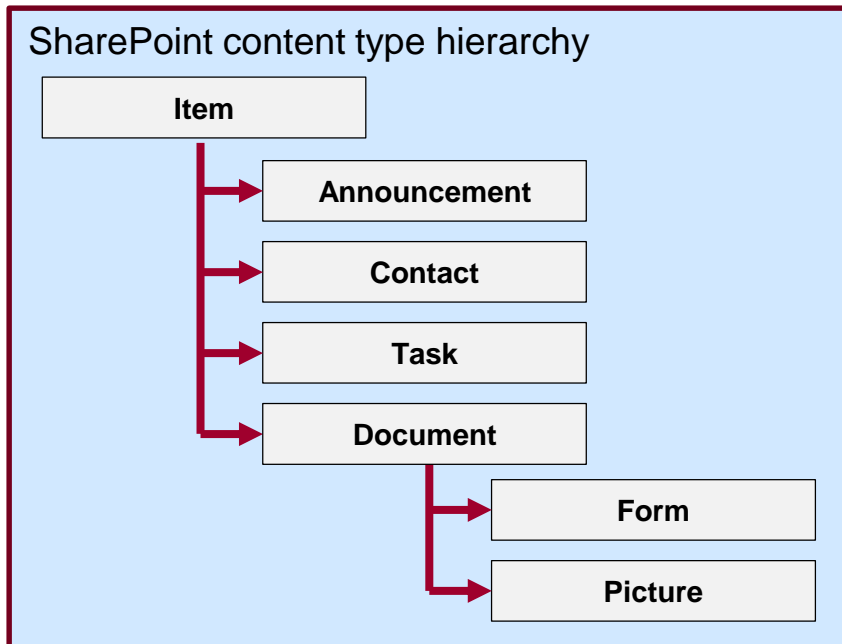 SharePoint content type hierarchy
Item
Announcement
Contact
Task
Document
Form
Picture